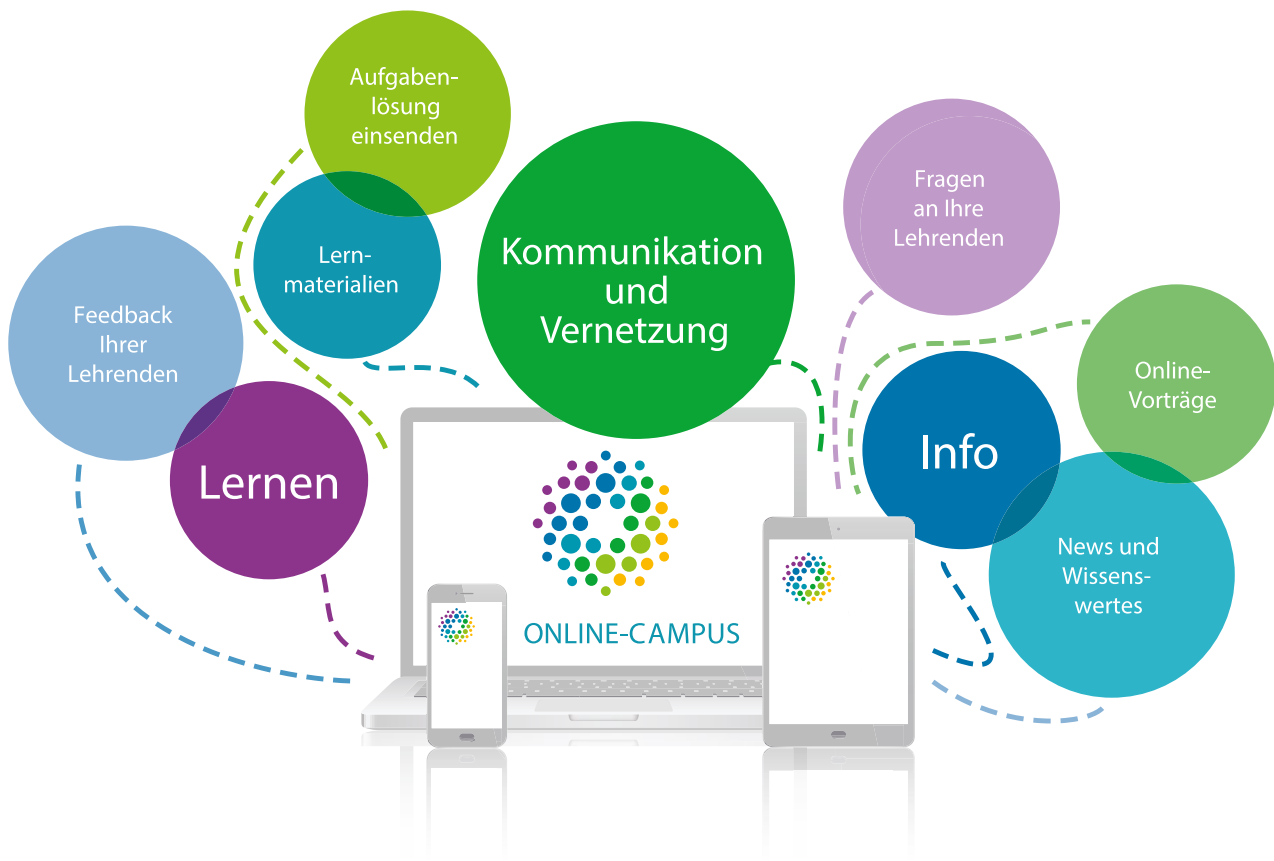 Aufgaben-
lösung
einsenden
Lern-
materialien
Feedback
Ihrer
Lehrenden
Lernen
Kommunikation
und
Vernetzung
Fragen
an Ihre
Lehrenden
Online-
Vorträge
Info
News und
Wissens-
wertes
ONLINE-CAMPUS